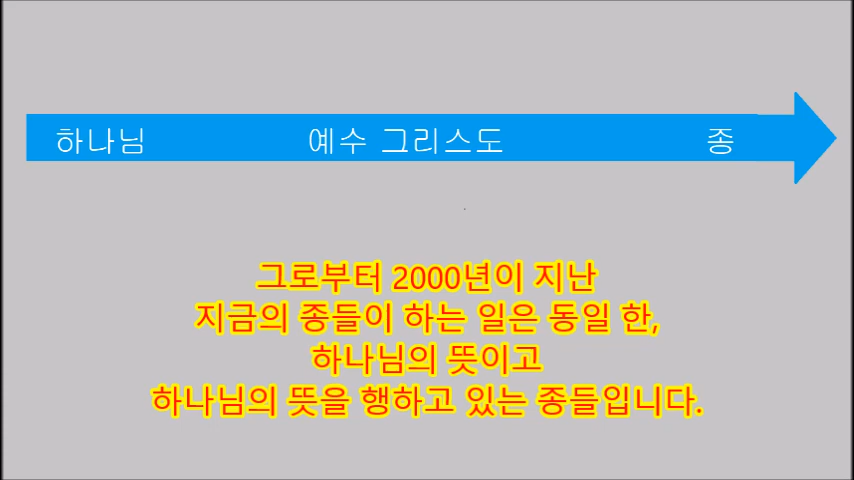 하나님 예수 그리스도 종
그로부터 2000년이 지난
지금의 종들이 하는 일은 동일 한,
하나님의 뜻이고
하나님의 뜻을 행하고 있는 종들입니다.